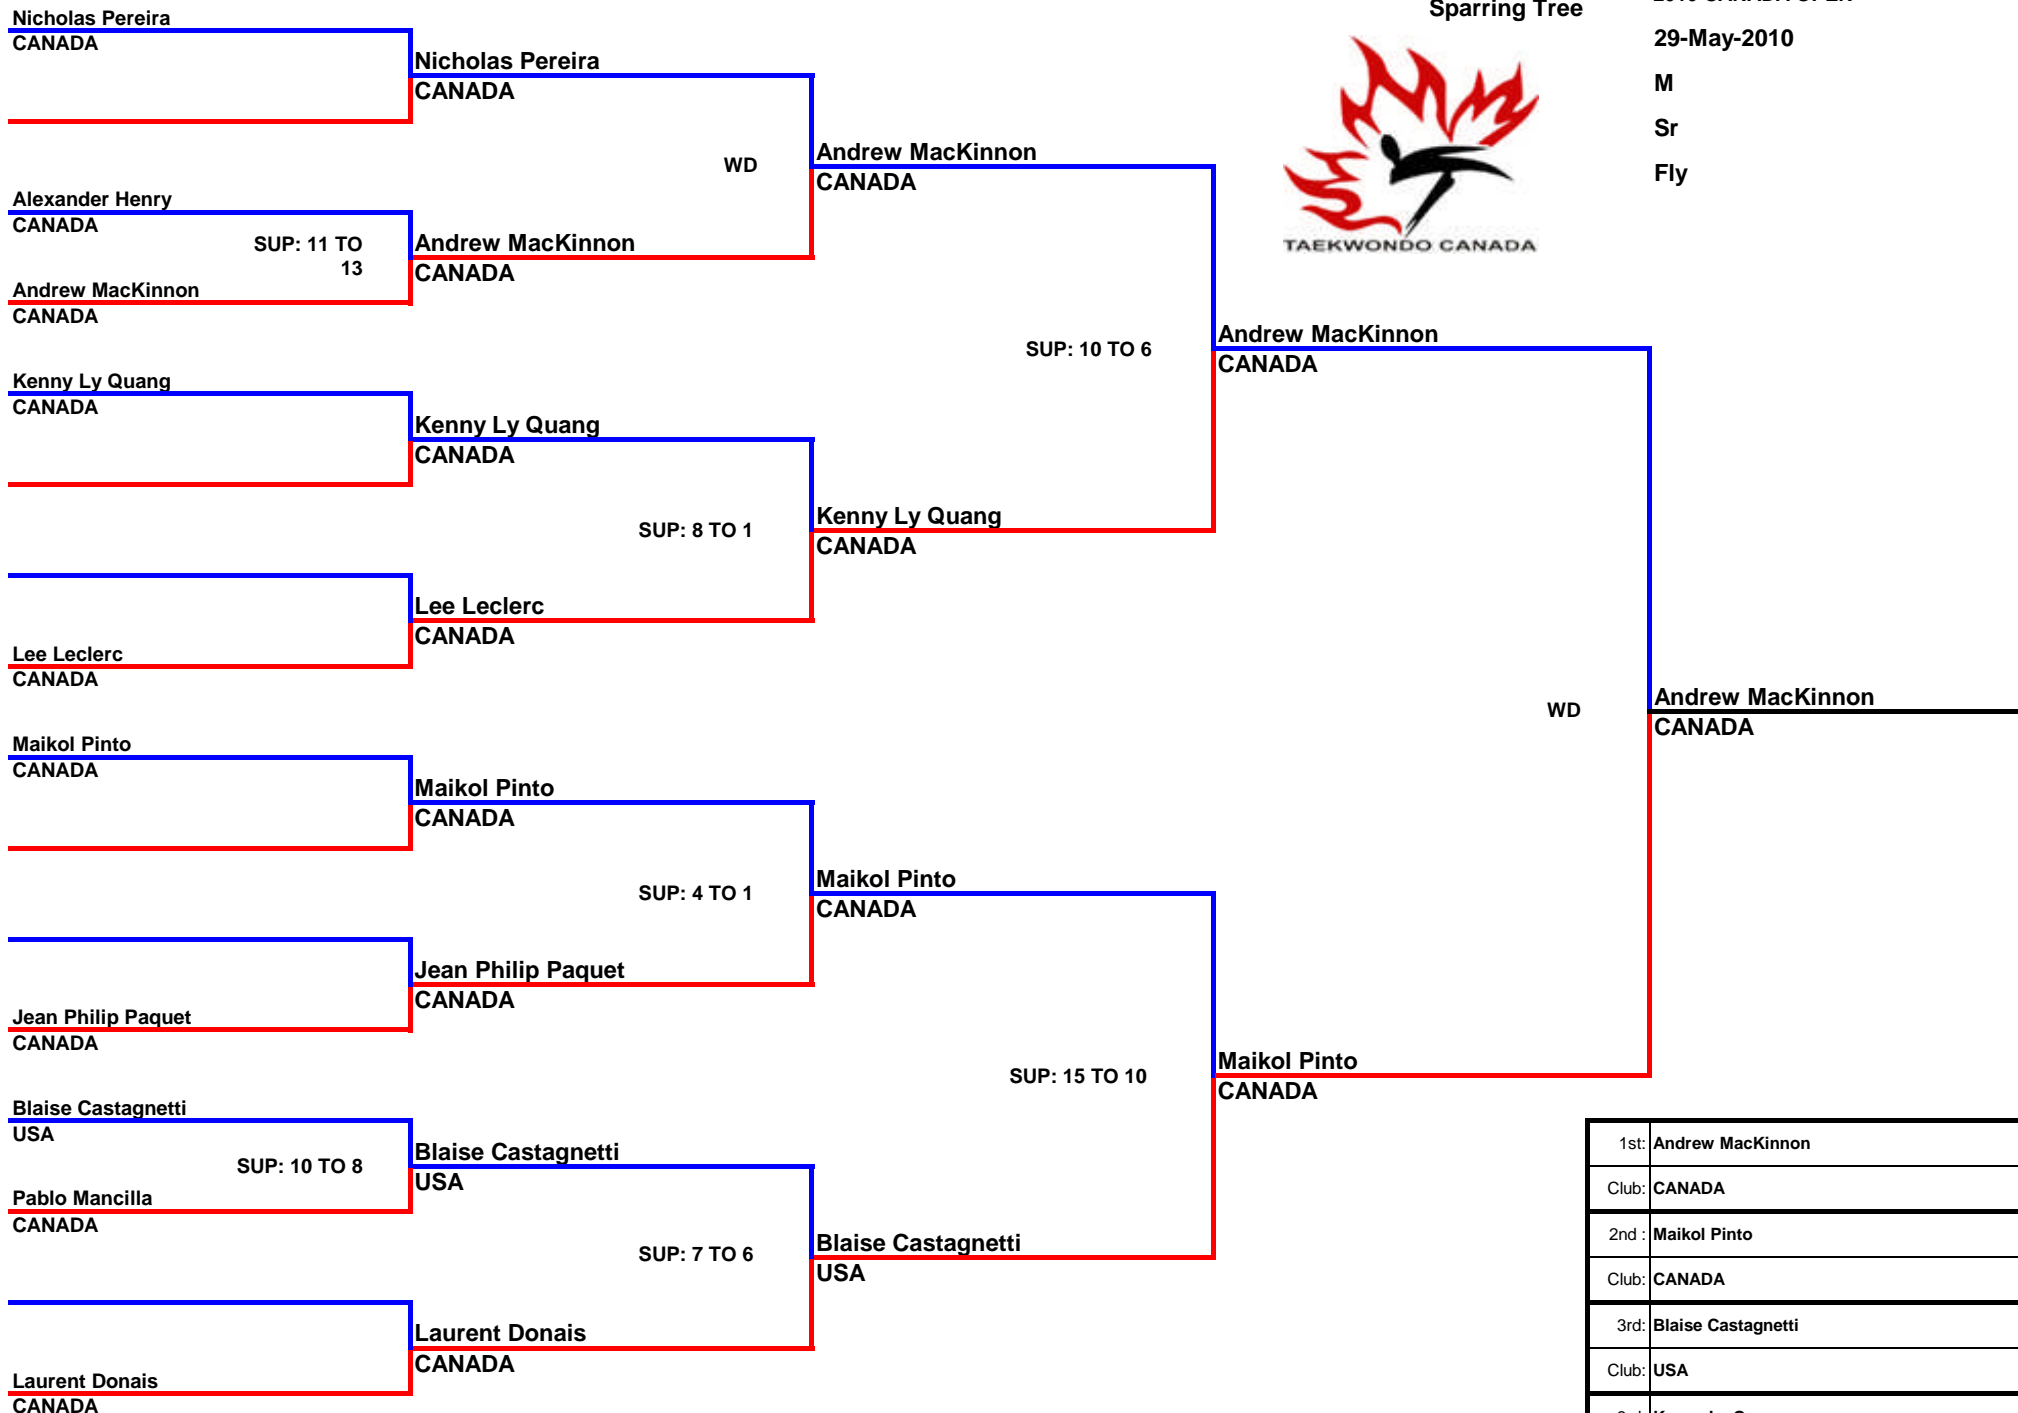 Sparring Tree
29-May-2010
M
Sr
Fly
TAEKWONDO CANADA
Nicholas Pereira
CANADA
Alexander Henry
CANADA
SUP: 11 TO
13
Andrew MacKinnon
CANADA
Kenny Ly Quang
CANADA
Lee Leclerc
CANADA
Maikol Pinto
CANADA
Jean Philip Paquet
CANADA
Blaise Castagnetti
USA
SUP: 10 TO 8
Pablo Mancilla
CANADA
Laurent Donais
CANADA
Nicholas Pereira
CANADA
WD
Andrew MacKinnon
CANADA
Kenny Ly Quang
CANADA
SUP: 8 TO 1
Lee Leclerc
CANADA
Maikol Pinto
CANADA
SUP: 4 TO 1
Jean Philip Paquet
CANADA
Blaise Castagnetti
USA
SUP: 7 TO 6
Laurent Donais
CANADA
Andrew MacKinnon
CANADA
SUP: 10 TO 6
Kenny Ly Quang
CANADA
Maikol Pinto
CANADA
SUP: 15 TO 10
Blaise Castagnetti
USA
Andrew MacKinnon
CANADA
WD
Maikol Pinto
CANADA
Andrew MacKinnon
CANADA
1st: Andrew MacKinnon
Club: CANADA
2nd : Maikol Pinto
Club: CANADA
3rd: Blaise Castagnetti
Club: USA